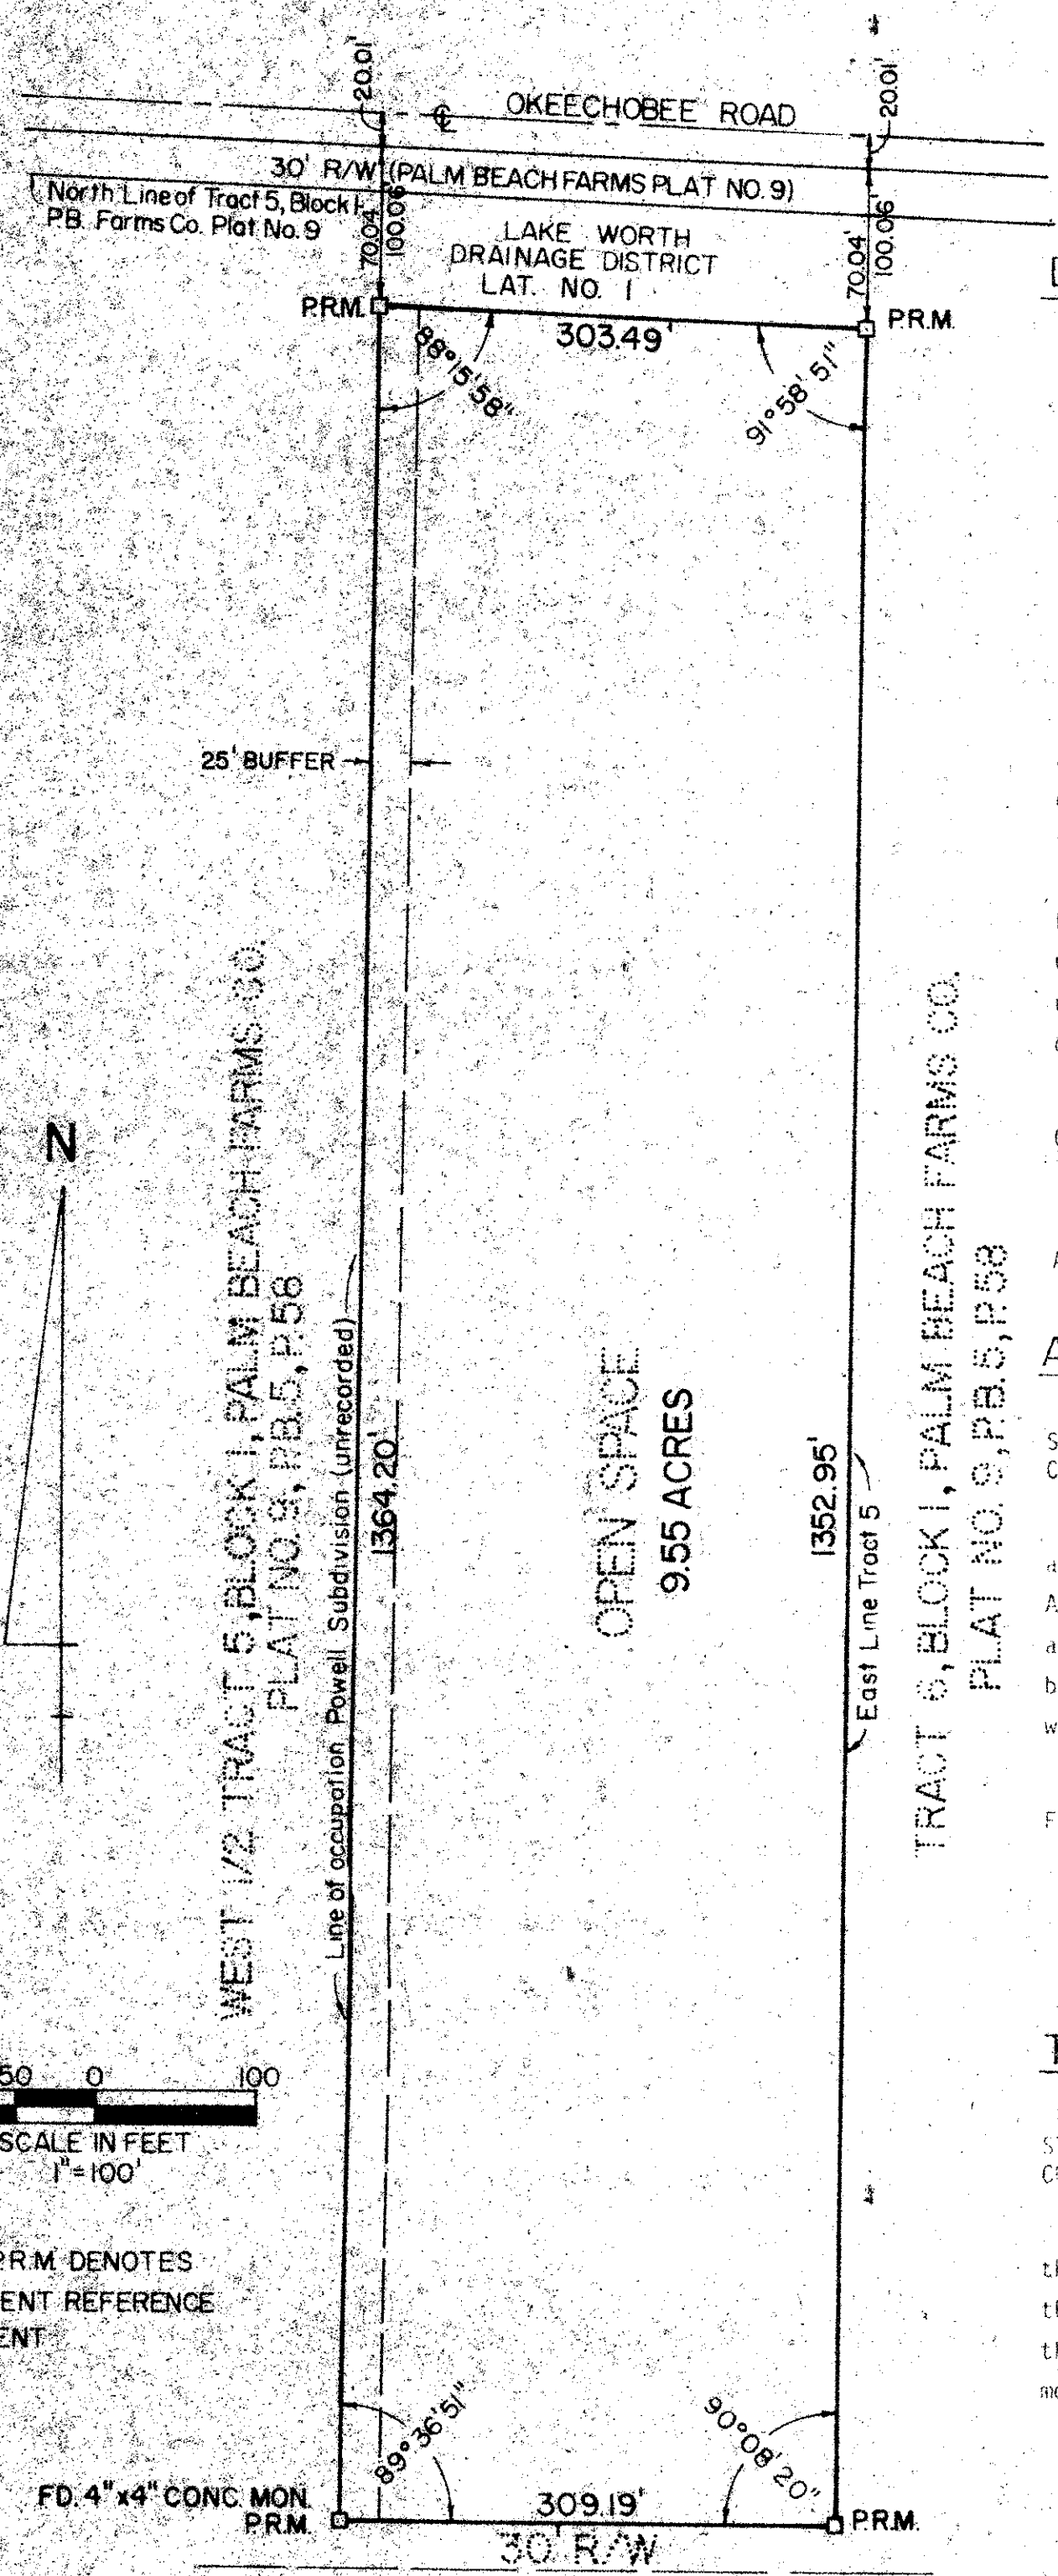 20.01'
20.01'
℄ OKEECHOBEE ROAD
30' R/W (PALM BEACH FARMS PLAT NO. 9)
North Line of Tract 5, Block 1-
P.B. Farms Co. Plat No. 9
70.04'
100.06'
LAKE WORTH
DRAINAGE DISTRICT
LAT. NO. 1
70.04'
100.06'
P.R.M.
P.R.M.
303.49'
88°15'58"
91°58'51"
25' BUFFER
N
WEST 1/2 TRACT 5, BLOCK 1, PALM BEACH FARMS CO.
PLAT NO. 9, P.B. 5, P. 58
Line of occupation Powell Subdivision (unrecorded)
1364.20'
OPEN SPACE
9.55 ACRES
1352.95'
East Line Tract 5
TRACT 6, BLOCK 1, PALM BEACH FARMS CO.
PLAT NO. 9, P.B. 5, P. 58
50 0 100
SCALE IN FEET
1"=100'
P.R.M. DENOTES
ENT REFERENCE
ENT
89°36'51"
90°08'20"
FD. 4"x4" CONC. MON.
P.R.M.
309.19'
P.R.M.
30' R/W